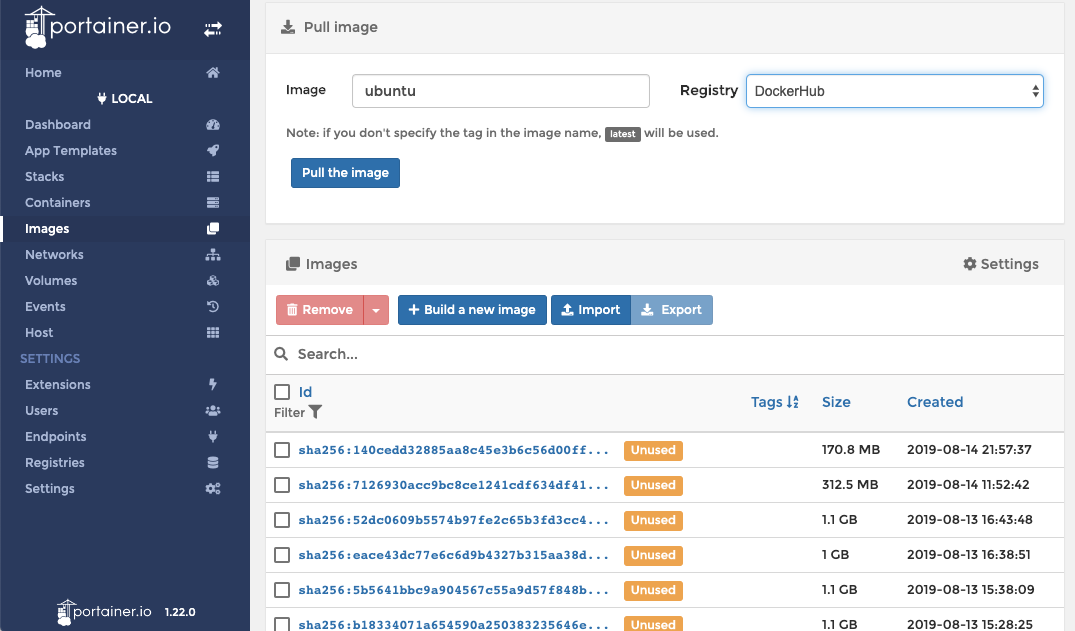 portainer.io
Home
LOCAL
Dashboard
App Templates
Stacks
Containers
Images
Networks
Volumes
Events
Host
SETTINGS
Extensions
Users
Endpoints
Registries
Settings
portainer.io 1.22.0
Pull image
Image ubuntu Registry DockerHub
Note: if you don't specify the tag in the image name, latest will be used.
Pull the image
Images Settings
Remove Build a new image Import Export
Search...
Id Tags Size Created
Filter
sha256:140cedd32885aa8c45e3b6c56d00ff... Unused 170.8 MB 2019-08-14 21:57:37
sha256:7126930acc9bc8ce1241cdf634df41... Unused 312.5 MB 2019-08-14 11:52:42
sha256:52dc0609b5574b97fe2c65b3fd3cc4... Unused 1.1 GB 2019-08-13 16:43:48
sha256:eace43dc77e6c6d9b4327b315aa38d... Unused 1 GB 2019-08-13 16:38:51
sha256:5b5641bbc9a904567c55a9d57f848b... Unused 1.1 GB 2019-08-13 15:38:09
sha256:b18334071a654590a250383235646e... Unused 1.1 GB 2019-08-13 15:28:25